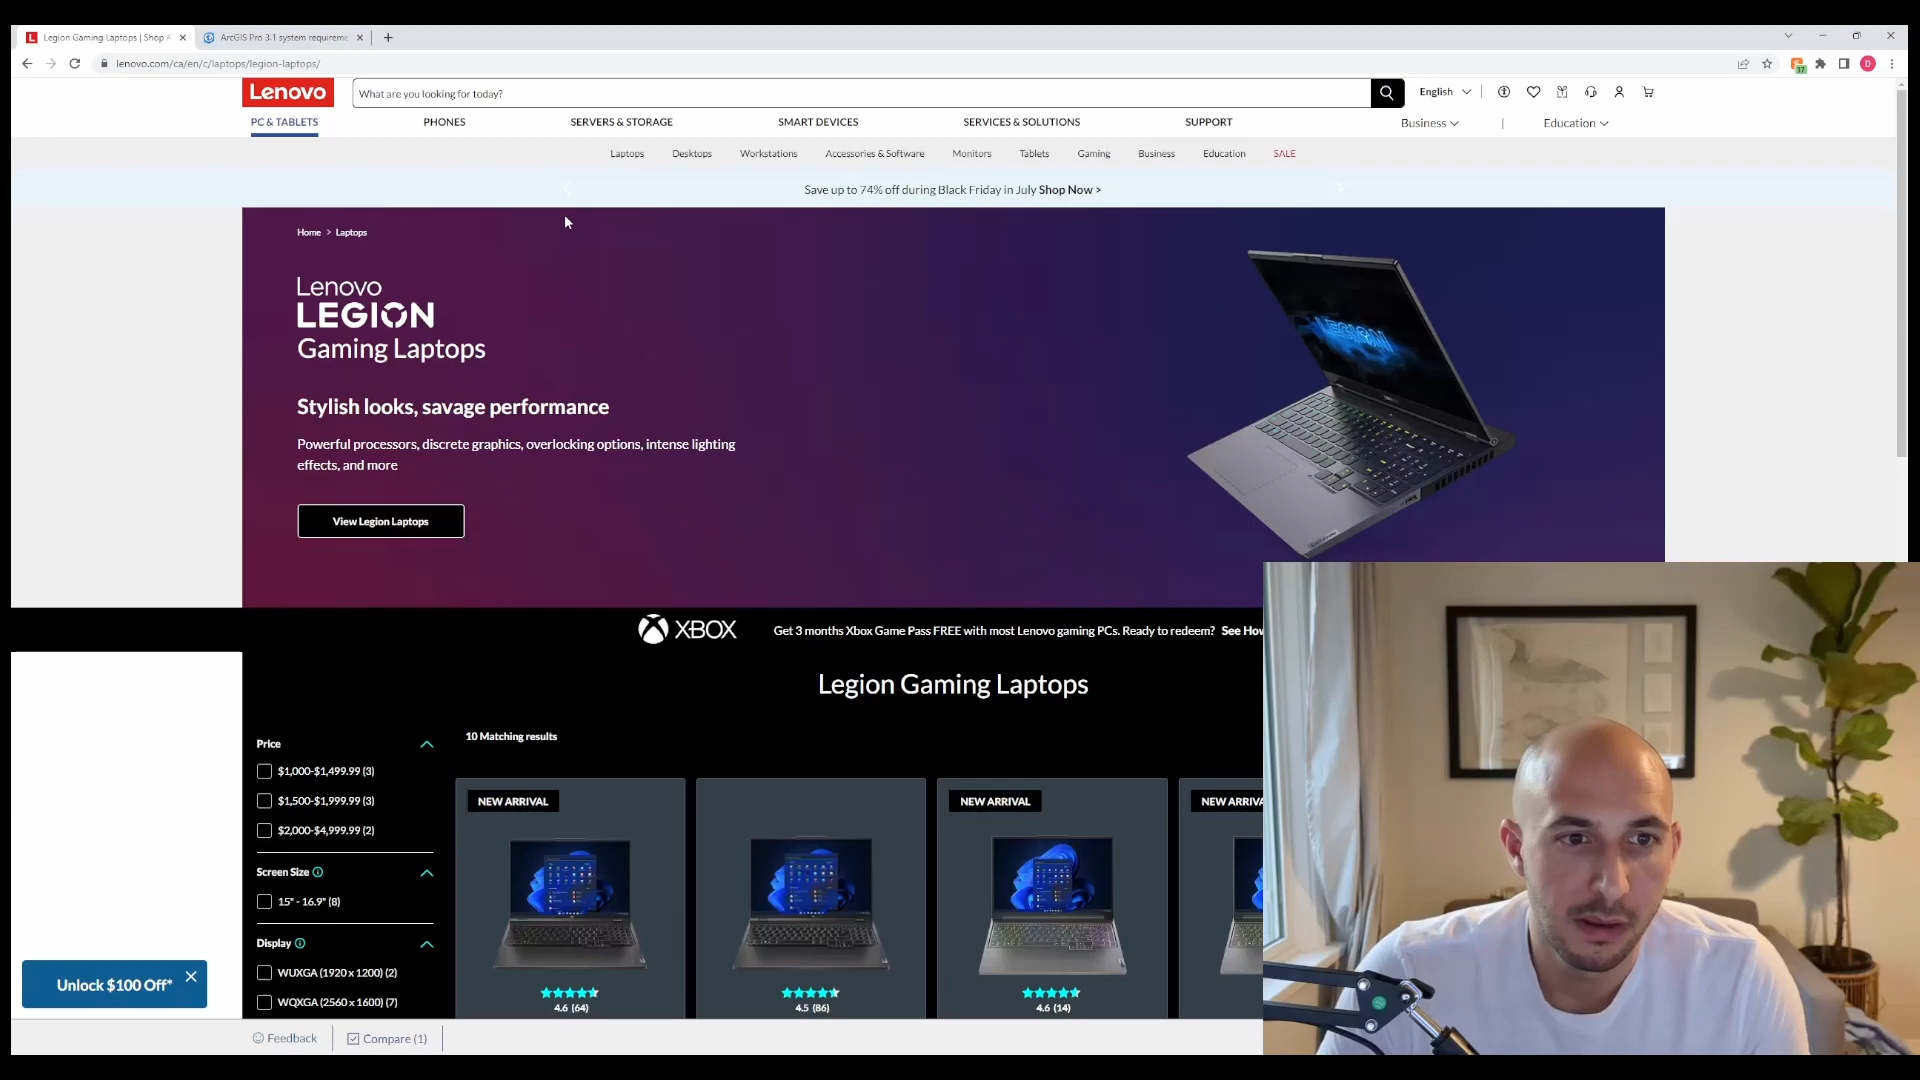 Legion Gaming Laptops | Shop A
ArcGIS Pro 3.1 system requireme
lenovo.com/ca/en/c/laptops/legion-laptops/
37
D
Lenovo
What are you looking for today?
English
PC & TABLETS
PHONES
SERVERS & STORAGE
SMART DEVICES
SERVICES & SOLUTIONS
SUPPORT
Business
|
Education
Laptops
Desktops
Workstations
Accessories & Software
Monitors
Tablets
Gaming
Business
Education
SALE
Save up to 74% off during Black Friday in July Shop Now >
Home > Laptops
Lenovo
LEGION
Gaming Laptops
LEGION
Stylish looks, savage performance
Powerful processors, discrete graphics, overlocking options, intense lighting
effects, and more
View Legion Laptops
Lenovo
XBOX
Get 3 months Xbox Game Pass FREE with most Lenovo gaming PCs. Ready to redeem? See How
Legion Gaming Laptops
10 Matching results
Price
$1,000-$1,499.99 (3)
$1,500-$1,999.99 (3)
$2,000-$4,999.99 (2)
Screen Size
15" - 16.9" (8)
Display
WUXGA (1920 x 1200) (2)
WQXGA (2560 x 1600) (7)
NEW ARRIVAL
NEW ARRIVAL
NEW ARRIVA
4.6 (64)
4.5 (86)
4.6 (14)
Unlock $100 Off*
Feedback
Compare (1)